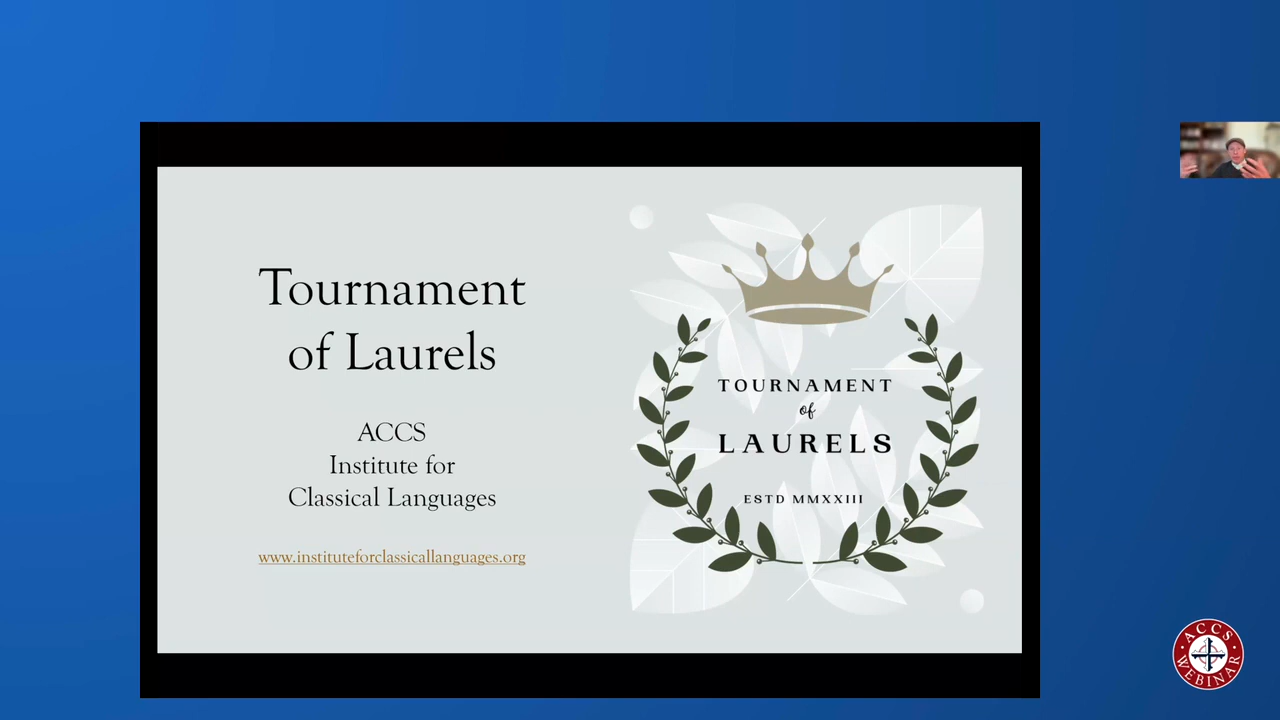 Tournament
of Laurels
ACCS
Institute for
Classical Languages
www.instituteforclassicallanguages.org
TOURNAMENT
of
LAURELS
ESTD MMXXIII
ACCS
WEBINAR